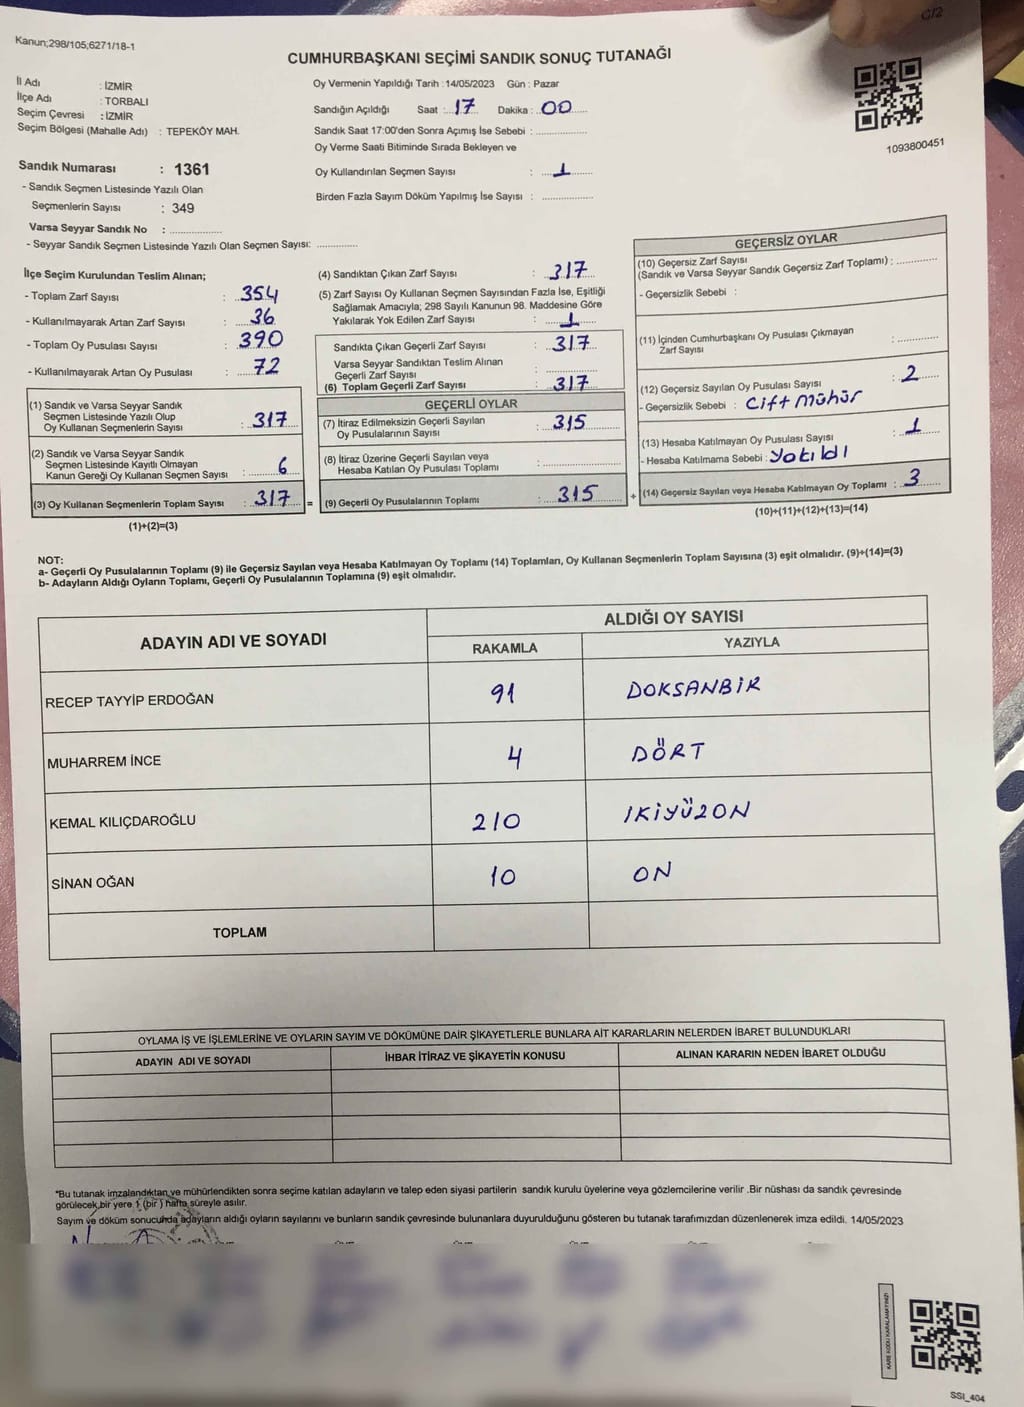 C/2
Kanun;298/105;6271/18-1
CUMHURBAŞKANI SEÇİMİ SANDIK SONUÇ TUTANAĞI
İl Adı : İZMİR
İlçe Adı : TORBALI
Seçim Çevresi : İZMİR
Seçim Bölgesi (Mahalle Adı) : TEPEKÖY MAH.
Sandık Numarası : 1361
- Sandık Seçmen Listesinde Yazılı Olan
Seçmenlerin Sayısı : 349
Varsa Seyyar Sandık No : ....................
- Seyyar Sandık Seçmen Listesinde Yazılı Olan Seçmen Sayısı: ...............
Oy Vermenin Yapıldığı Tarih : 14/05/2023 Gün : Pazar
Sandığın Açıldığı Saat : 17 Dakika : 00
Sandık Saat 17:00'den Sonra Açımış İse Sebebi : ....................
Oy Verme Saati Bitiminde Sırada Bekleyen ve
Oy Kullandırılan Seçmen Sayısı : 1
Birden Fazla Sayım Döküm Yapılmış İse Sayısı : ....................
1093800451
İlçe Seçim Kurulundan Teslim Alınan;
- Toplam Zarf Sayısı : 354
- Kullanılmayarak Artan Zarf Sayısı : 36
- Toplam Oy Pusulası Sayısı : 390
- Kullanılmayarak Artan Oy Pusulası : 72
(1) Sandık ve Varsa Seyyar Sandık
Seçmen Listesinde Yazılı Olup
Oy Kullanan Seçmenlerin Sayısı : 317
(2) Sandık ve Varsa Seyyar Sandık
Seçmen Listesinde Kayıtlı Olmayan
Kanun Gereği Oy Kullanan Seçmen Sayısı : 6
(3) Oy Kullanan Seçmenlerin Toplam Sayısı : 317 =
(1)+(2)=(3)
(4) Sandıktan Çıkan Zarf Sayısı : 317
(5) Zarf Sayısı Oy Kullanan Seçmen Sayısından Fazla İse, Eşitliği
Sağlamak Amacıyla; 298 Sayılı Kanunun 98. Maddesine Göre
Yakılarak Yok Edilen Zarf Sayısı : 1
Sandıkta Çıkan Geçerli Zarf Sayısı : 317
Varsa Seyyar Sandıktan Teslim Alınan
Geçerli Zarf Sayısı : ....................
(6) Toplam Geçerli Zarf Sayısı : 317
GEÇERLİ OYLAR
(7) İtiraz Edilmeksizin Geçerli Sayılan
Oy Pusulalarının Sayısı : 315
(8) İtiraz Üzerine Geçerli Sayılan veya
Hesaba Katılan Oy Pusulası Toplamı : ....................
(9) Geçerli Oy Pusulalarının Toplamı : 315 +
GEÇERSİZ OYLAR
(10) Geçersiz Zarf Sayısı
(Sandık ve Varsa Seyyar Sandık Geçersiz Zarf Toplamı) : ...............
- Geçersizlik Sebebi :
(11) İçinden Cumhurbaşkanı Oy Pusulası Çıkmayan
Zarf Sayısı : ...............
(12) Geçersiz Sayılan Oy Pusulası Sayısı : 2
- Geçersizlik Sebebi : Cift mühür
(13) Hesaba Katılmayan Oy Pusulası Sayısı : 1
- Hesaba Katılmama Sebebi : Yakıldı
(14) Geçersiz Sayılan veya Hesaba Katılmayan Oy Toplamı : 3
(10)+(11)+(12)+(13)=(14)
NOT:
a- Geçerli Oy Pusulalarının Toplamı (9) ile Geçersiz Sayılan veya Hesaba Katılmayan Oy Toplamı (14) Toplamları, Oy Kullanan Seçmenlerin Toplam Sayısına (3) eşit olmalıdır. (9)+(14)=(3)
b- Adayların Aldığı Oyların Toplamı, Geçerli Oy Pusulalarının Toplamına (9) eşit olmalıdır.
ADAYIN ADI VE SOYADI ALDIĞI OY SAYISI
RAKAMLA YAZIYLA
RECEP TAYYİP ERDOĞAN 91 DOKSANBİR
MUHARREM İNCE 4 DÖRT
KEMAL KILIÇDAROĞLU 210 IKİYÜZON
SİNAN OĞAN 10 ON
TOPLAM
OYLAMA İŞ VE İŞLEMLERİNE VE OYLARIN SAYIM VE DÖKÜMÜNE DAİR ŞİKAYETLERLE BUNLARA AİT KARARLARIN NELERDEN İBARET BULUNDUKLARI
ADAYIN ADI VE SOYADI İHBAR İTİRAZ VE ŞİKAYETİN KONUSU ALINAN KARARIN NEDEN İBARET OLDUĞU
*Bu tutanak imzalandıktan ve mühürlendikten sonra seçime katılan adayların ve talep eden siyasi partilerin sandık kurulu üyelerine veya gözlemcilerine verilir .Bir nüshası da sandık çevresinde
görülecek bir yere 1 (bir ) hafta süreyle asılır.
Sayım ve döküm sonucunda adayların aldığı oyların sayılarını ve bunların sandık çevresinde bulunanlara duyurulduğunu gösteren bu tutanak tarafımızdan düzenlenerek imza edildi. 14/05/2023
KARE KODU KARALAMAYINIZ!
SSI_404